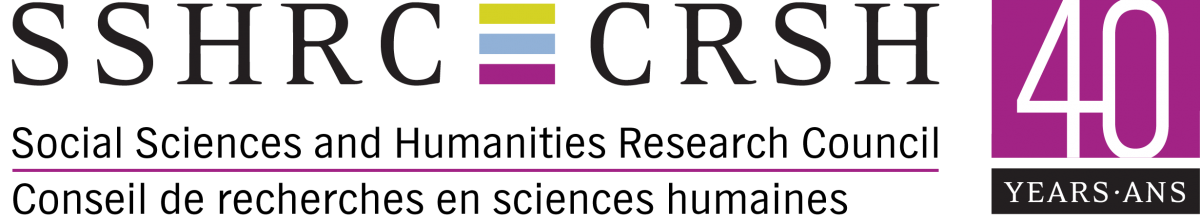 SSHRC CRSH
Social Sciences and Humanities Research Council
Conseil de recherches en sciences humaines
40
YEARS·ANS